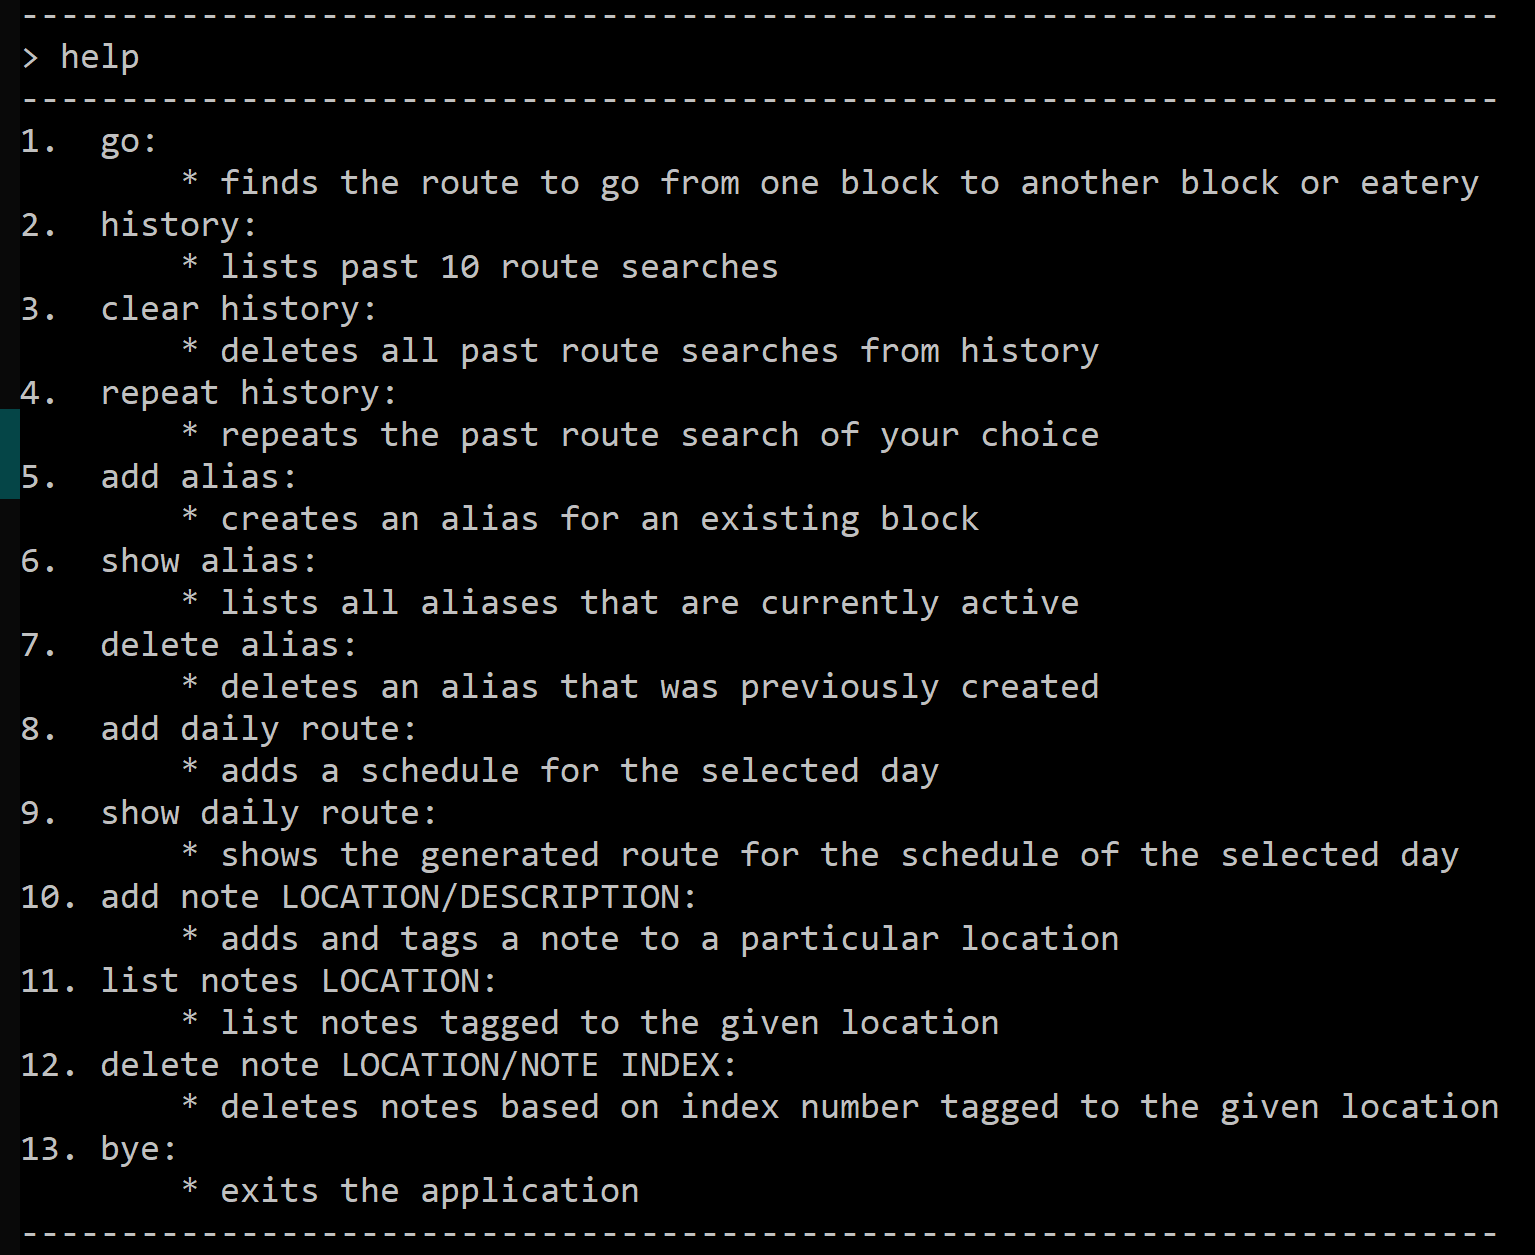 --------------------------------------------------------------------------
> help
--------------------------------------------------------------------------
1.  go:
        * finds the route to go from one block to another block or eatery
2.  history:
        * lists past 10 route searches
3.  clear history:
        * deletes all past route searches from history
4.  repeat history:
        * repeats the past route search of your choice
5.  add alias:
        * creates an alias for an existing block
6.  show alias:
        * lists all aliases that are currently active
7.  delete alias:
        * deletes an alias that was previously created
8.  add daily route:
        * adds a schedule for the selected day
9.  show daily route:
        * shows the generated route for the schedule of the selected day
10. add note LOCATION/DESCRIPTION:
        * adds and tags a note to a particular location
11. list notes LOCATION:
        * list notes tagged to the given location
12. delete note LOCATION/NOTE INDEX:
        * deletes notes based on index number tagged to the given location
13. bye:
        * exits the application
--------------------------------------------------------------------------